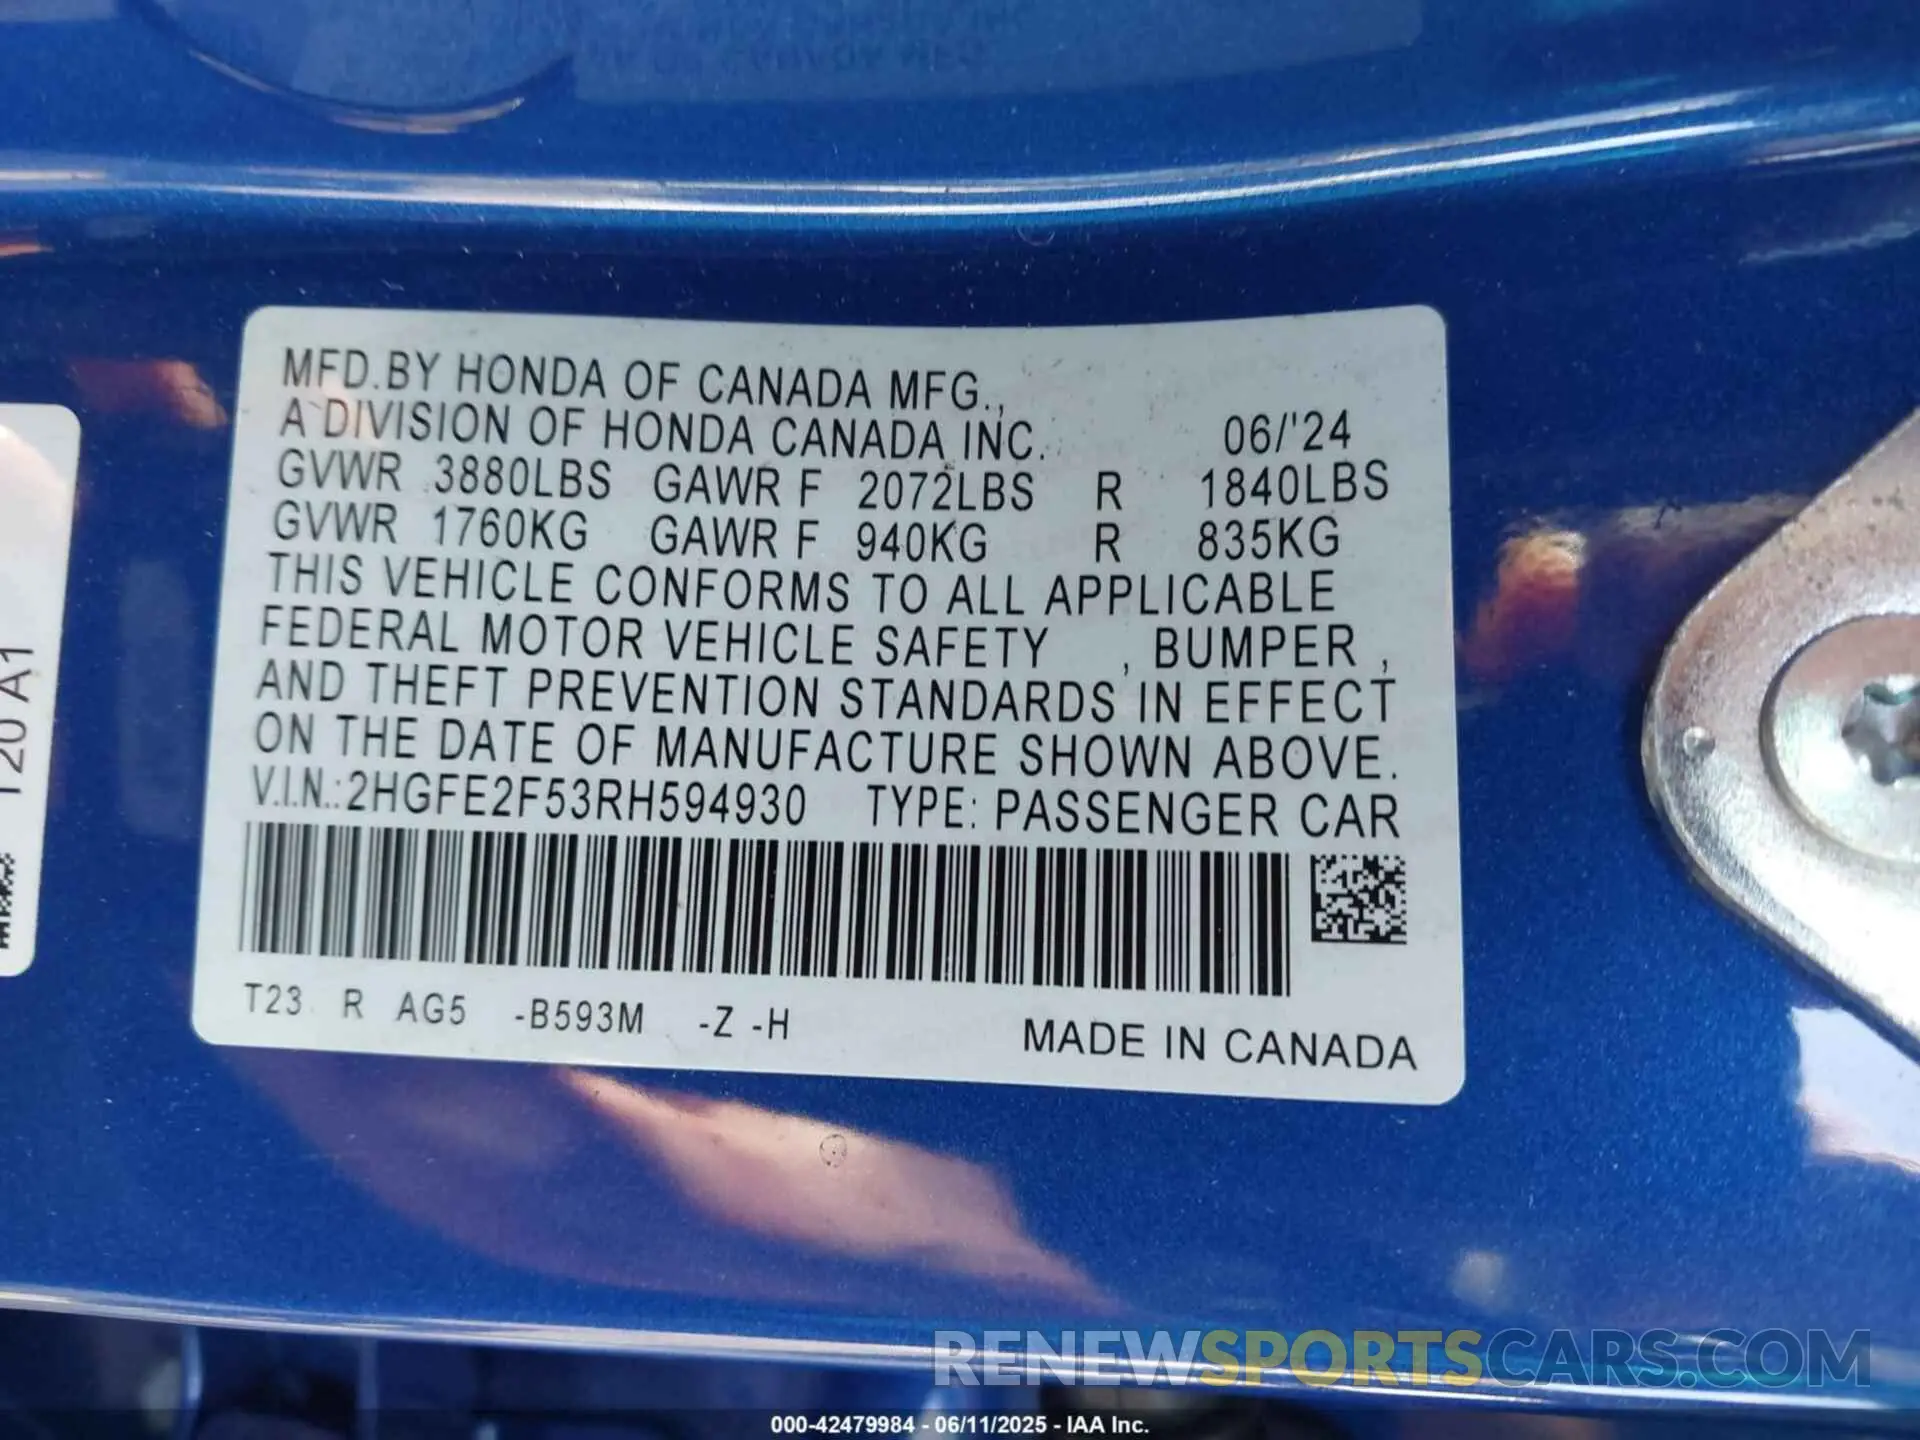 MFD.BY HONDA OF CANADA MFG.,
A DIVISION OF HONDA CANADA INC. 06/'24
GVWR 3880LBS GAWR F 2072LBS R 1840LBS
GVWR 1760KG GAWR F 940KG R 835KG
THIS VEHICLE CONFORMS TO ALL APPLICABLE
FEDERAL MOTOR VEHICLE SAFETY , BUMPER ,
AND THEFT PREVENTION STANDARDS IN EFFECT
ON THE DATE OF MANUFACTURE SHOWN ABOVE.
V.I.N.:2HGFE2F53RH594930 TYPE: PASSENGER CAR
T23 R AG5 -B593M -Z -H
MADE IN CANADA
A1
RENEWSPORTSCARS.COM
000-42479984 - 06/11/2025 - IAA Inc.